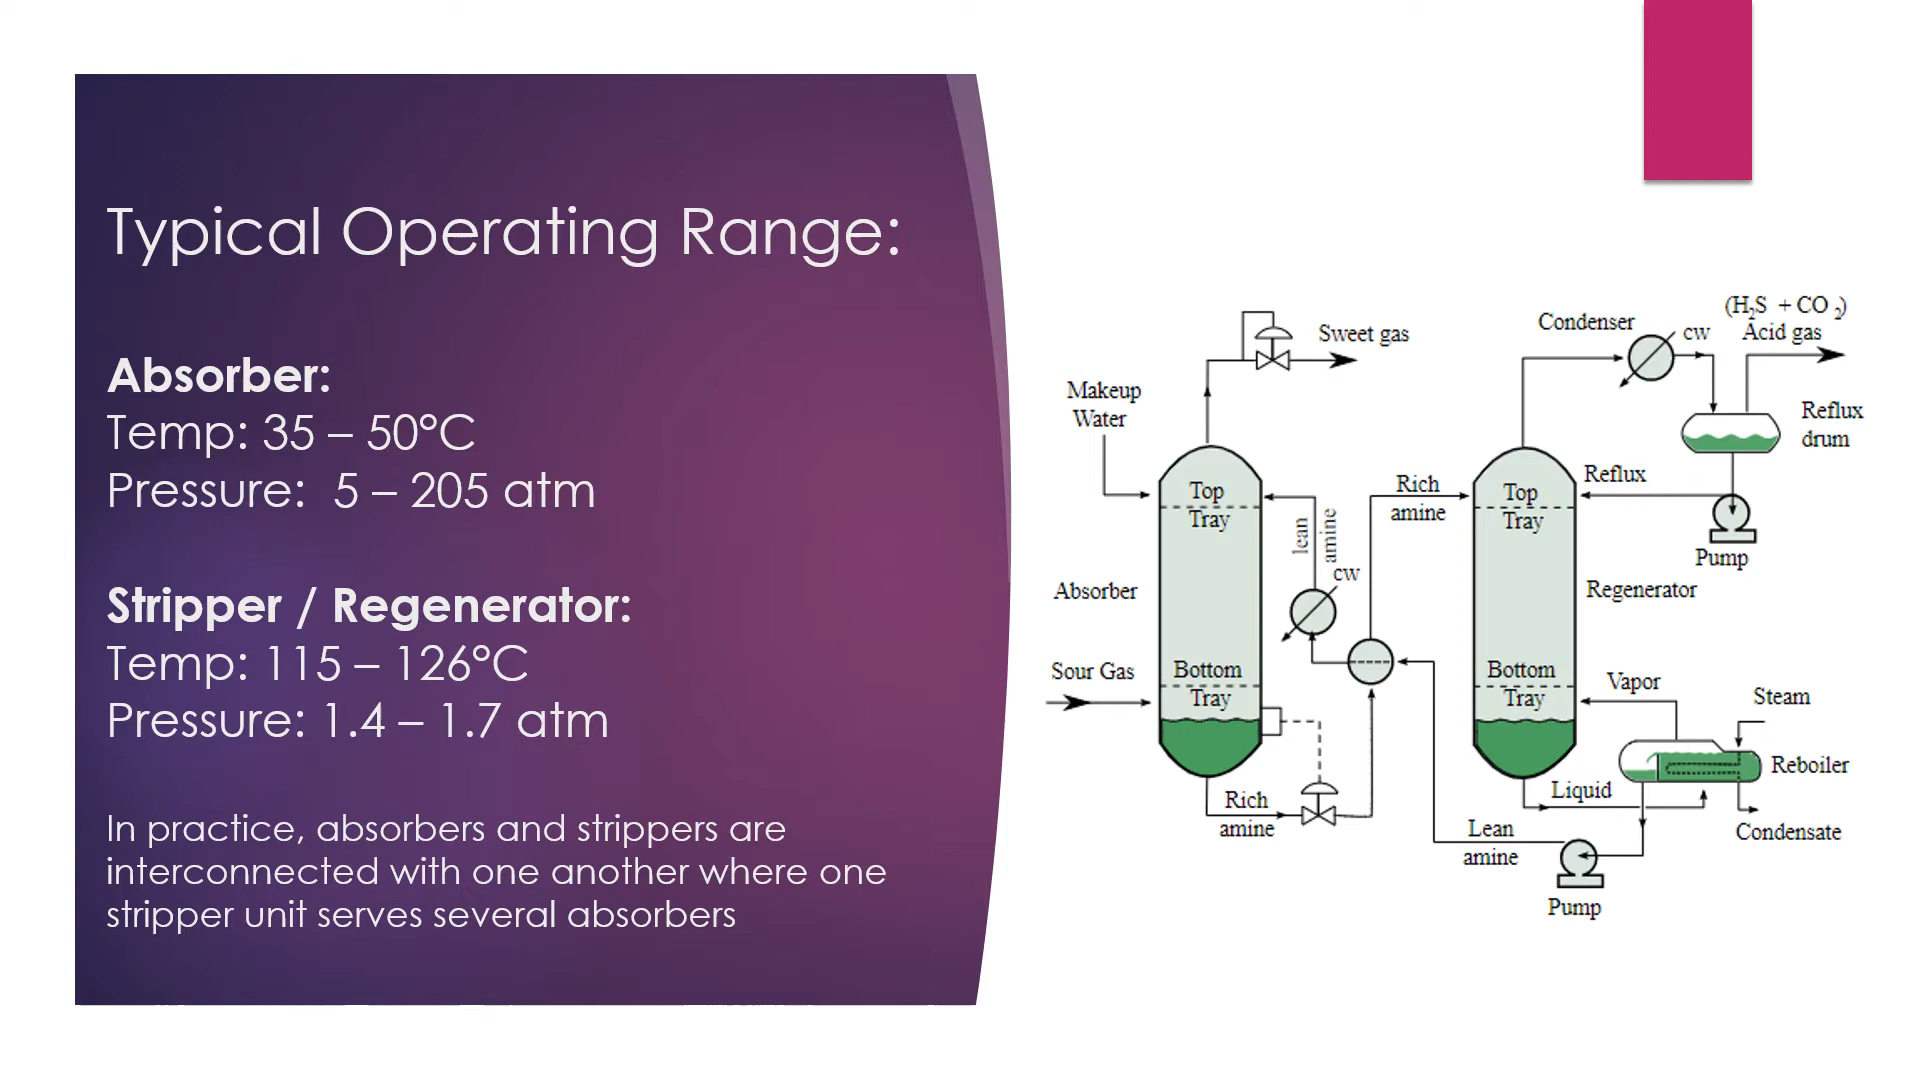 Typical Operating Range:
Absorber:
Temp: 35 – 50°C
Pressure:  5 – 205 atm
Stripper / Regenerator:
Temp: 115 – 126°C
Pressure: 1.4 – 1.7 atm
In practice, absorbers and strippers are
interconnected with one another where one
stripper unit serves several absorbers
Sweet gas
Makeup
Water
Top
Tray
Absorber
Sour Gas
Bottom
Tray
Rich
amine
lean
amine
cw
Rich
amine
Condenser
cw
(H₂S + CO₂)
Acid gas
Reflux
drum
Reflux
Pump
Top
Tray
Regenerator
Bottom
Tray
Vapor
Steam
Reboiler
Liquid
Condensate
Lean
amine
Pump